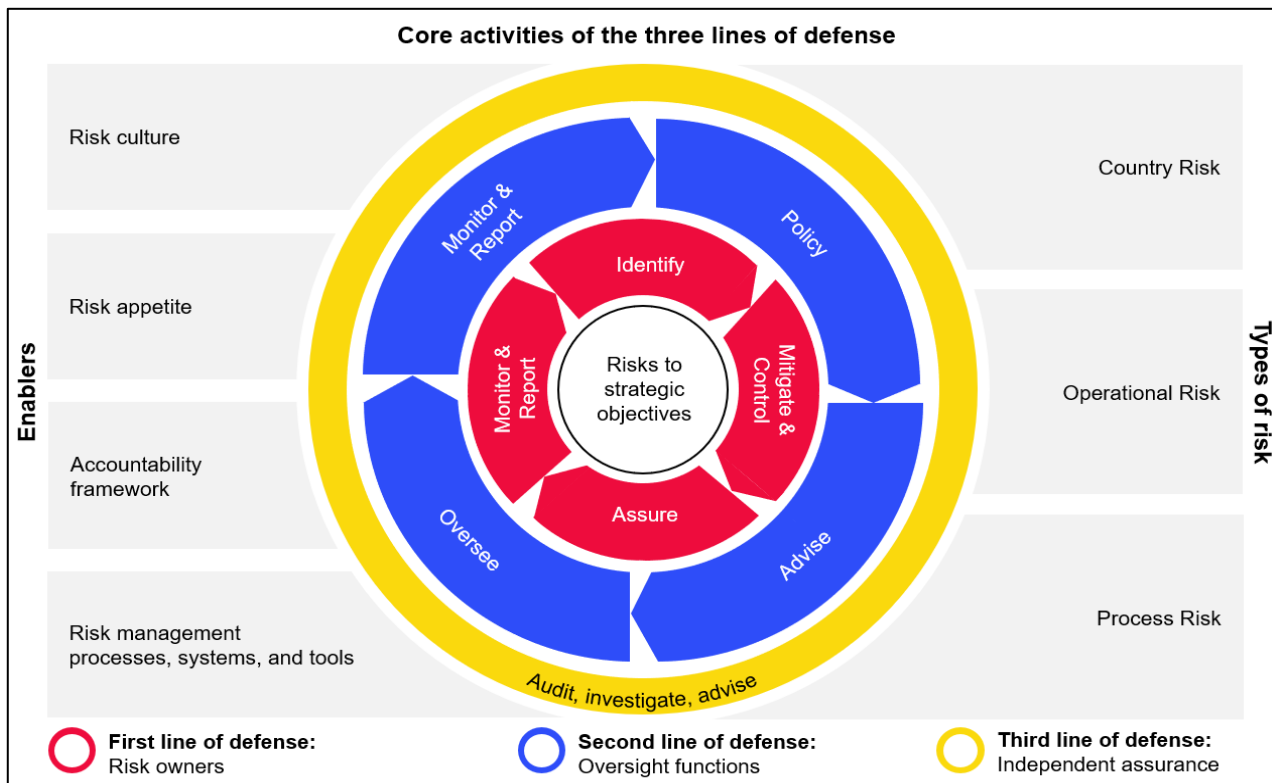 Core activities of the three lines of defense
Enablers
Risk culture
Risk appetite
Accountability
framework
Risk management
processes, systems, and tools
Monitor &
Report
Policy
Advise
Oversee
Identify
Mitigate &
Control
Assure
Monitor &
Report
Risks to
strategic
objectives
Audit, investigate, advise
Country Risk
Operational Risk
Process Risk
Types of risk
First line of defense:
Risk owners
Second line of defense:
Oversight functions
Third line of defense:
Independent assurance